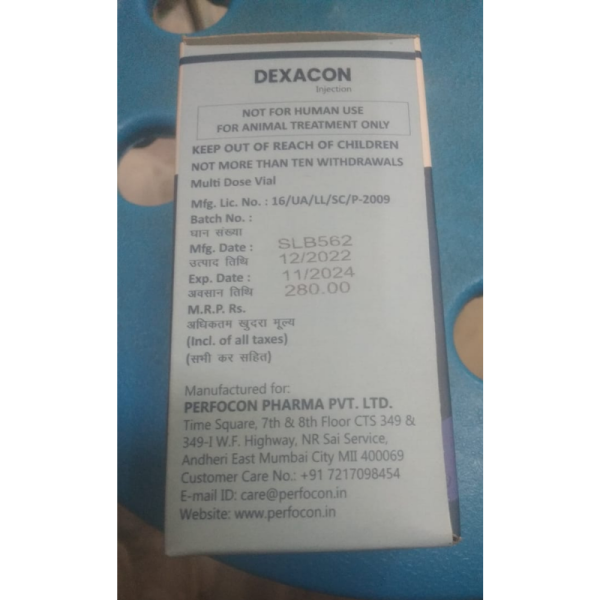 DEXACON
Injection
NOT FOR HUMAN USE
FOR ANIMAL TREATMENT ONLY
KEEP OUT OF REACH OF CHILDREN
NOT MORE THAN TEN WITHDRAWALS
Multi Dose Vial
Mfg. Lic. No. : 16/UA/LL/SC/P-2009
Batch No. :
घान संख्या
SLB562
Mfg. Date :
12/2022
उत्पाद तिथि
Exp. Date :
11/2024
अवसान तिथि
280.00
M.R.P. Rs.
अधिकतम खुदरा मूल्य
(Incl. of all taxes)
(सभी कर सहित)
Manufactured for:
PERFOCON PHARMA PVT. LTD.
Time Square, 7th & 8th Floor CTS 349 &
349-I W.F. Highway, NR Sai Service,
Andheri East Mumbai City MII 400069
Customer Care No.: +91 7217098454
E-mail ID: care@perfocon.in
Website: www.perfocon.in